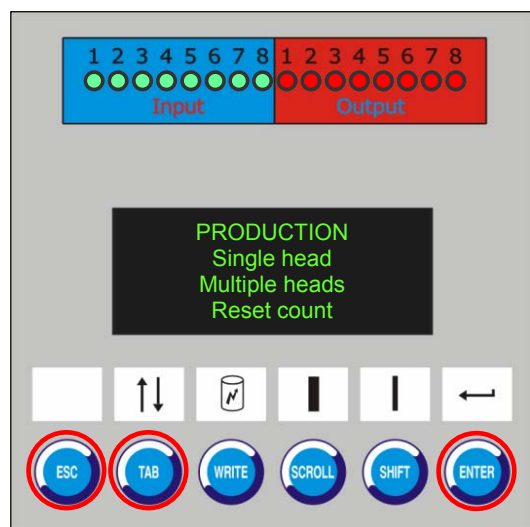 1 2 3 4 5 6 7 8 1 2 3 4 5 6 7 8
Input Output
PRODUCTION
Single head
Multiple heads
Reset count
ESC TAB WRITE SCROLL SHIFT ENTER